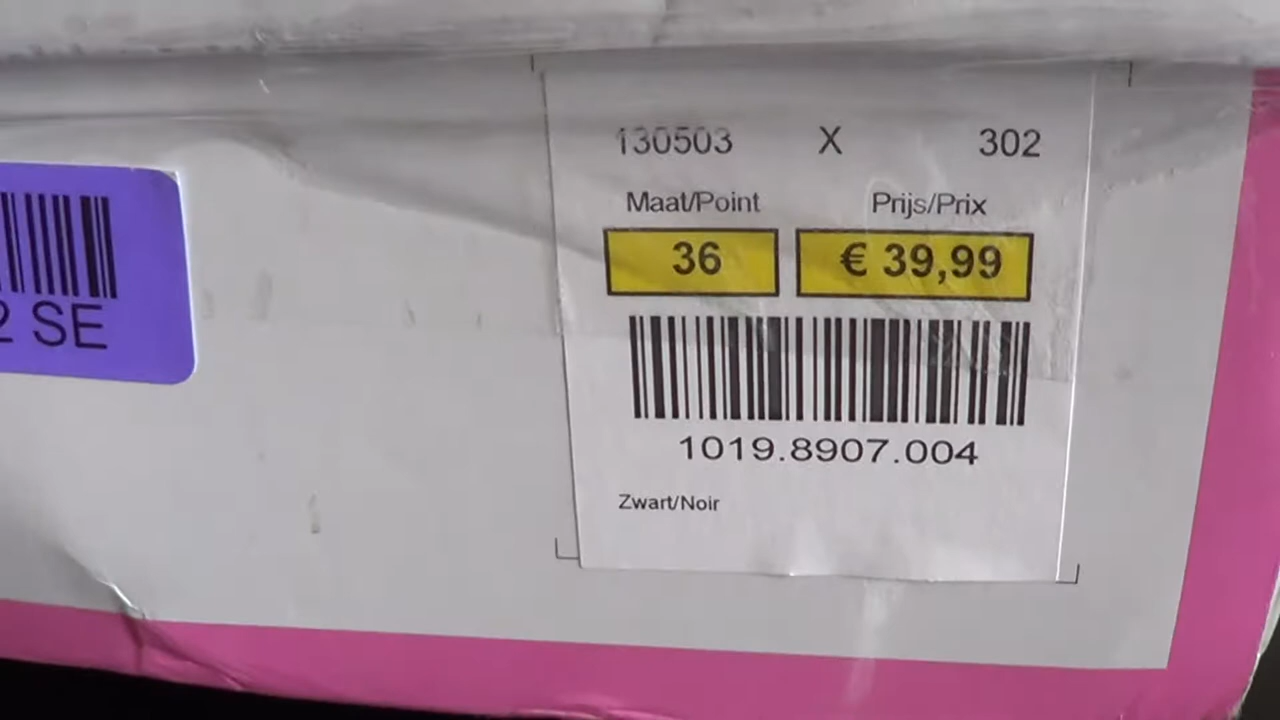 130503 X 302
Maat/Point Prijs/Prix
36 € 39,99
1019.8907.004
Zwart/Noir
2 SE